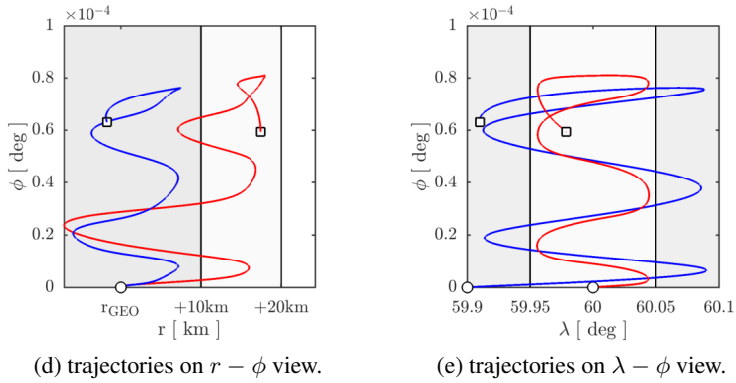 ×10⁻⁴
1
0.8
0.6
0.4
0.2
0
ϕ [ deg ]
r_GEO +10km +20km
r [ km ]
(d) trajectories on r − ϕ view.
×10⁻⁴
1
0.8
0.6
0.4
0.2
0
ϕ [ deg ]
59.9 59.95 60 60.05 60.1
λ [ deg ]
(e) trajectories on λ − ϕ view.